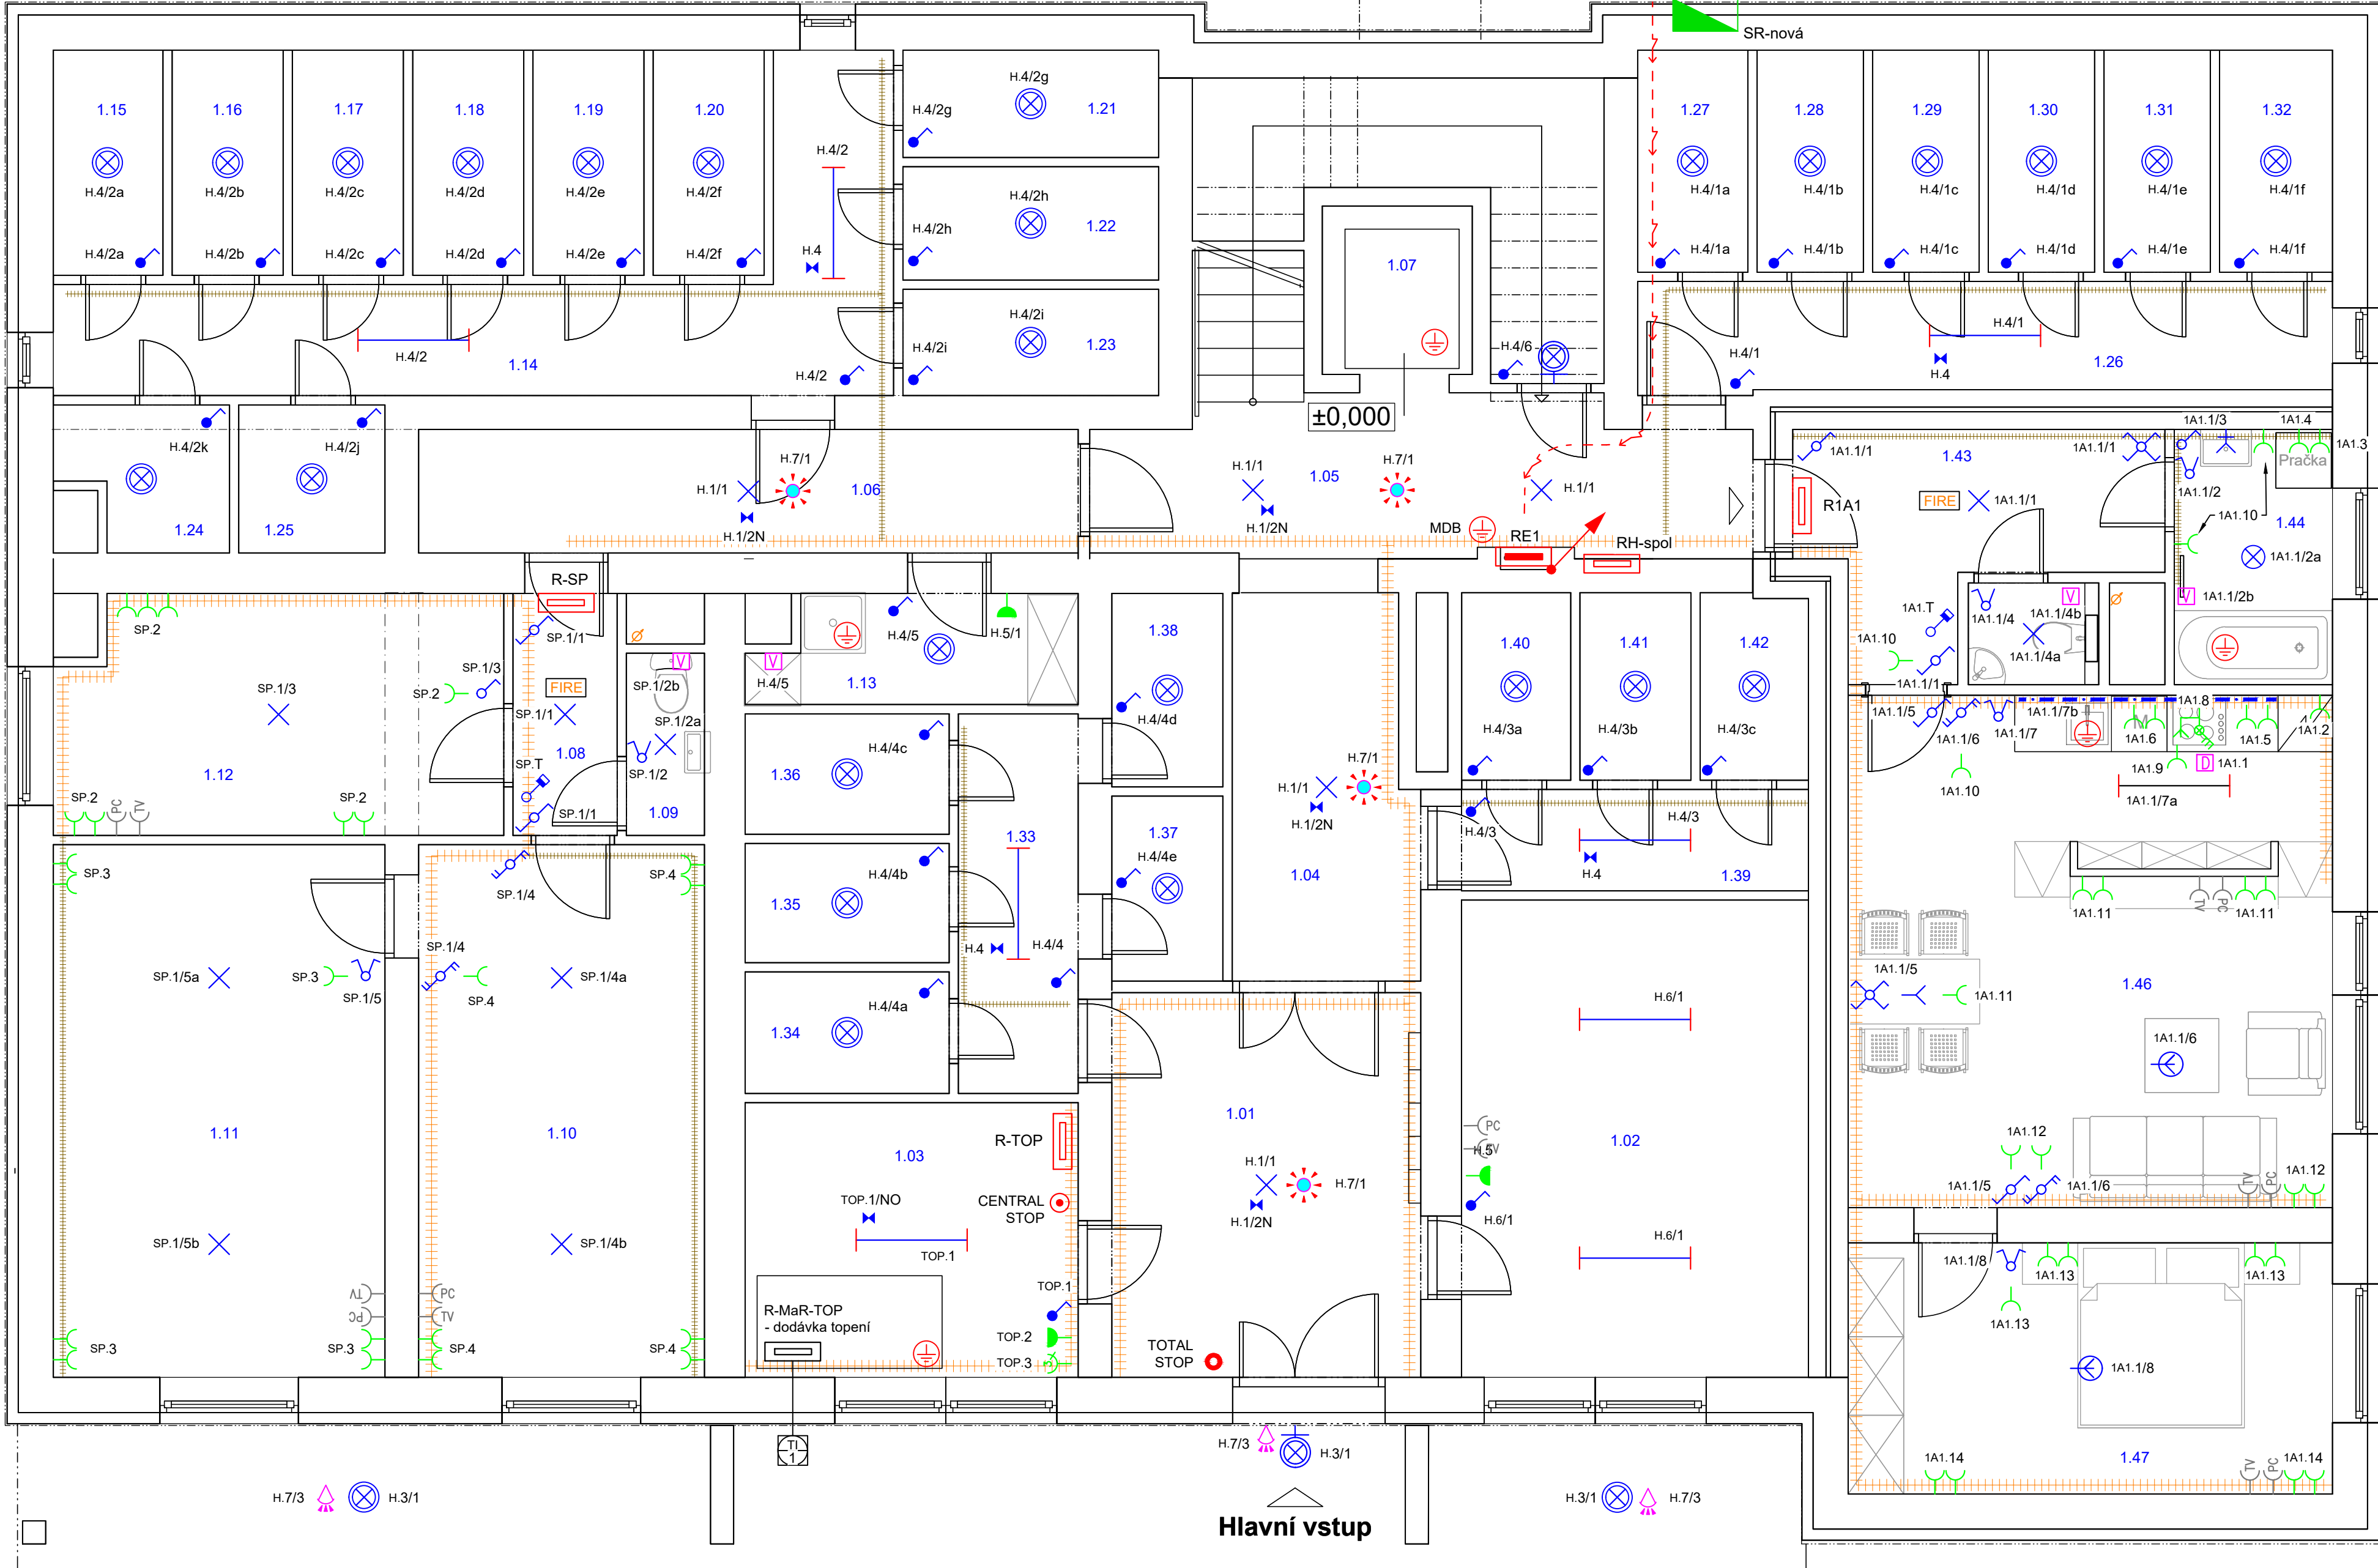 SR-nová
1.15
1.16
1.17
1.18
1.19
1.20
H.4/2g
H.4/2g
1.21
1.27
1.28
1.29
1.30
1.31
1.32
H.4/2
H.4/2a
H.4/2b
H.4/2c
H.4/2d
H.4/2e
H.4/2f
H.4/2h
H.4/2h
1.22
H.4/1a
H.4/1b
H.4/1c
H.4/1d
H.4/1e
H.4/1f
H.4/2a
H.4/2b
H.4/2c
H.4/2d
H.4/2e
H.4/2f
H.4
H.4/1a
H.4/1b
H.4/1c
H.4/1d
H.4/1e
H.4/1f
1.07
H.4/2i
H.4/2i
1.23
H.4/2
1.14
H.4/2
H.4/6
H.4/1
H.4/1
H.4
1.26
±0,000
H.4/2k
H.4/2j
1.24
1.25
H.7/1
H.1/1
1.06
H.1/2N
H.1/1
1.05
H.7/1
H.1/1
H.1/2N
MDB
RE1
RH-spol
R1A1
1A1.1/1
1.43
1A1.1/1
1A1.1/3
1A1.4
1A1.3
Pračka
1A1.1/2
FIRE
1A1.1/1
1A1.10
1.44
1A1.1/2a
1A1.1/2b
1A1.T
1A1.1/4
1A1.1/4b
1A1.1/4a
1A1.10
1A1.1/1
V
V
R-SP
SP.2
SP.1/1
SP.1/3
SP.2
SP.1/3
FIRE
SP.1/1
V
SP.1/2b
SP.1/2a
1.08
SP.T
SP.1/2
1.12
SP.2
PC
TV
SP.2
SP.1/1
1.09
V
H.4/5
H.4/5
H.5/1
1.13
1.38
H.4/4d
H.4/4c
1.36
1.33
1.37
H.4/4e
H.4/4b
1.35
H.4
H.4/4
H.4/4a
1.34
H.7/1
H.1/1
H.1/2N
1.04
1.40
1.41
1.42
H.4/3a
H.4/3b
H.4/3c
H.4/3
H.4/3
H.4
1.39
1A1.1/5
1A1.1/6
1A1.1/7
1A1.1/7b
M
1A1.6
1A1.8
1A1.5
1A1.2
1A1.9
D
1A1.1
1A1.10
1A1.1/7a
1A1.11
TV
PC
1A1.11
SP.3
SP.1/4
SP.4
SP.1/4
SP.1/5a
SP.3
SP.1/5
SP.4
SP.1/4a
1.11
1.10
SP.1/5b
SP.1/4b
TV
PC
PC
TV
SP.3
SP.3
SP.4
SP.4
R-TOP
1.03
TOP.1/NO
CENTRAL
STOP
TOP.1
TOP.1
R-MaR-TOP
- dodávka topení
TOP.2
TOP.3
3x
1.01
H.1/1
H.7/1
H.1/2N
TOTAL
STOP
H.6/1
PC
TV
H.5
1.02
H.6/1
H.6/1
1A1.1/5
1A1.11
1.46
1A1.1/6
1A1.12
1A1.1/5
1A1.1/6
TV
PC
1A1.12
1A1.1/8
1A1.13
1A1.13
1A1.13
1A1.1/8
1A1.14
1.47
TV
PC
1A1.14
TI
1
H.7/3
H.3/1
H.7/3
H.3/1
H.3/1
H.7/3
Hlavní vstup